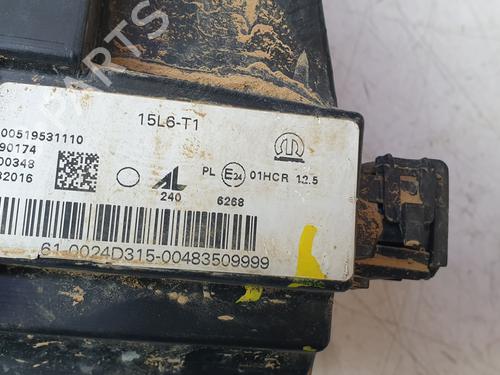 PARTS
15L6-T1
00519531110
90174
00348
32016
AL
240
PL E24 01HCR 12.5
6268
61 0024D315-00483509999